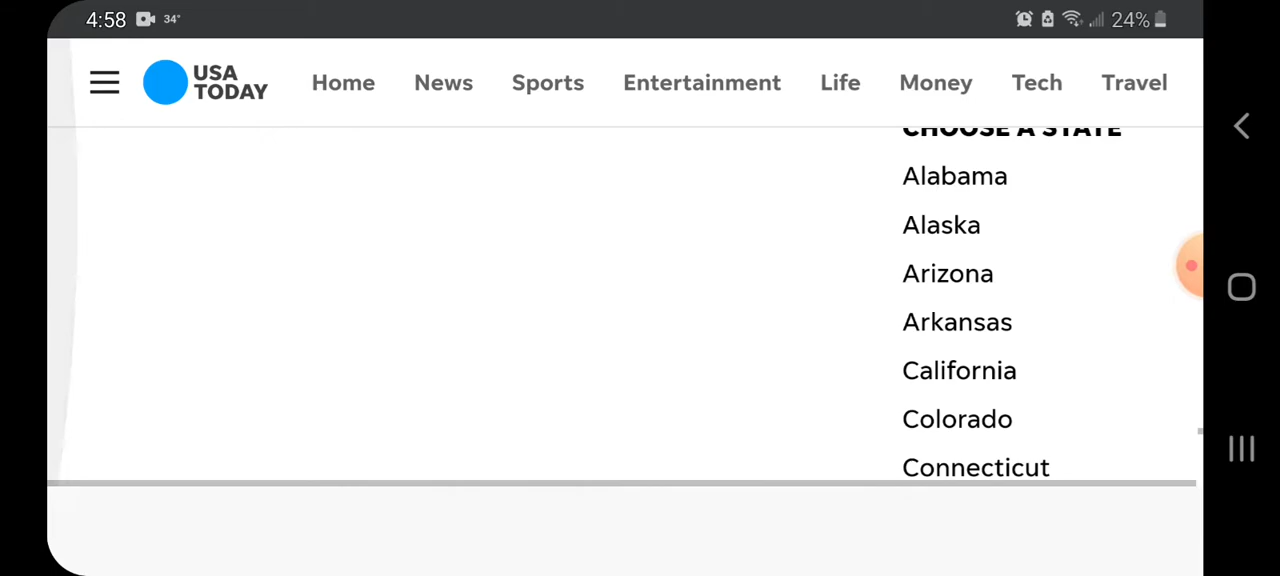 4:58 34°
24%
USA TODAY
Home News Sports Entertainment Life Money Tech Travel
CHOOSE A STATE
Alabama
Alaska
Arizona
Arkansas
California
Colorado
Connecticut